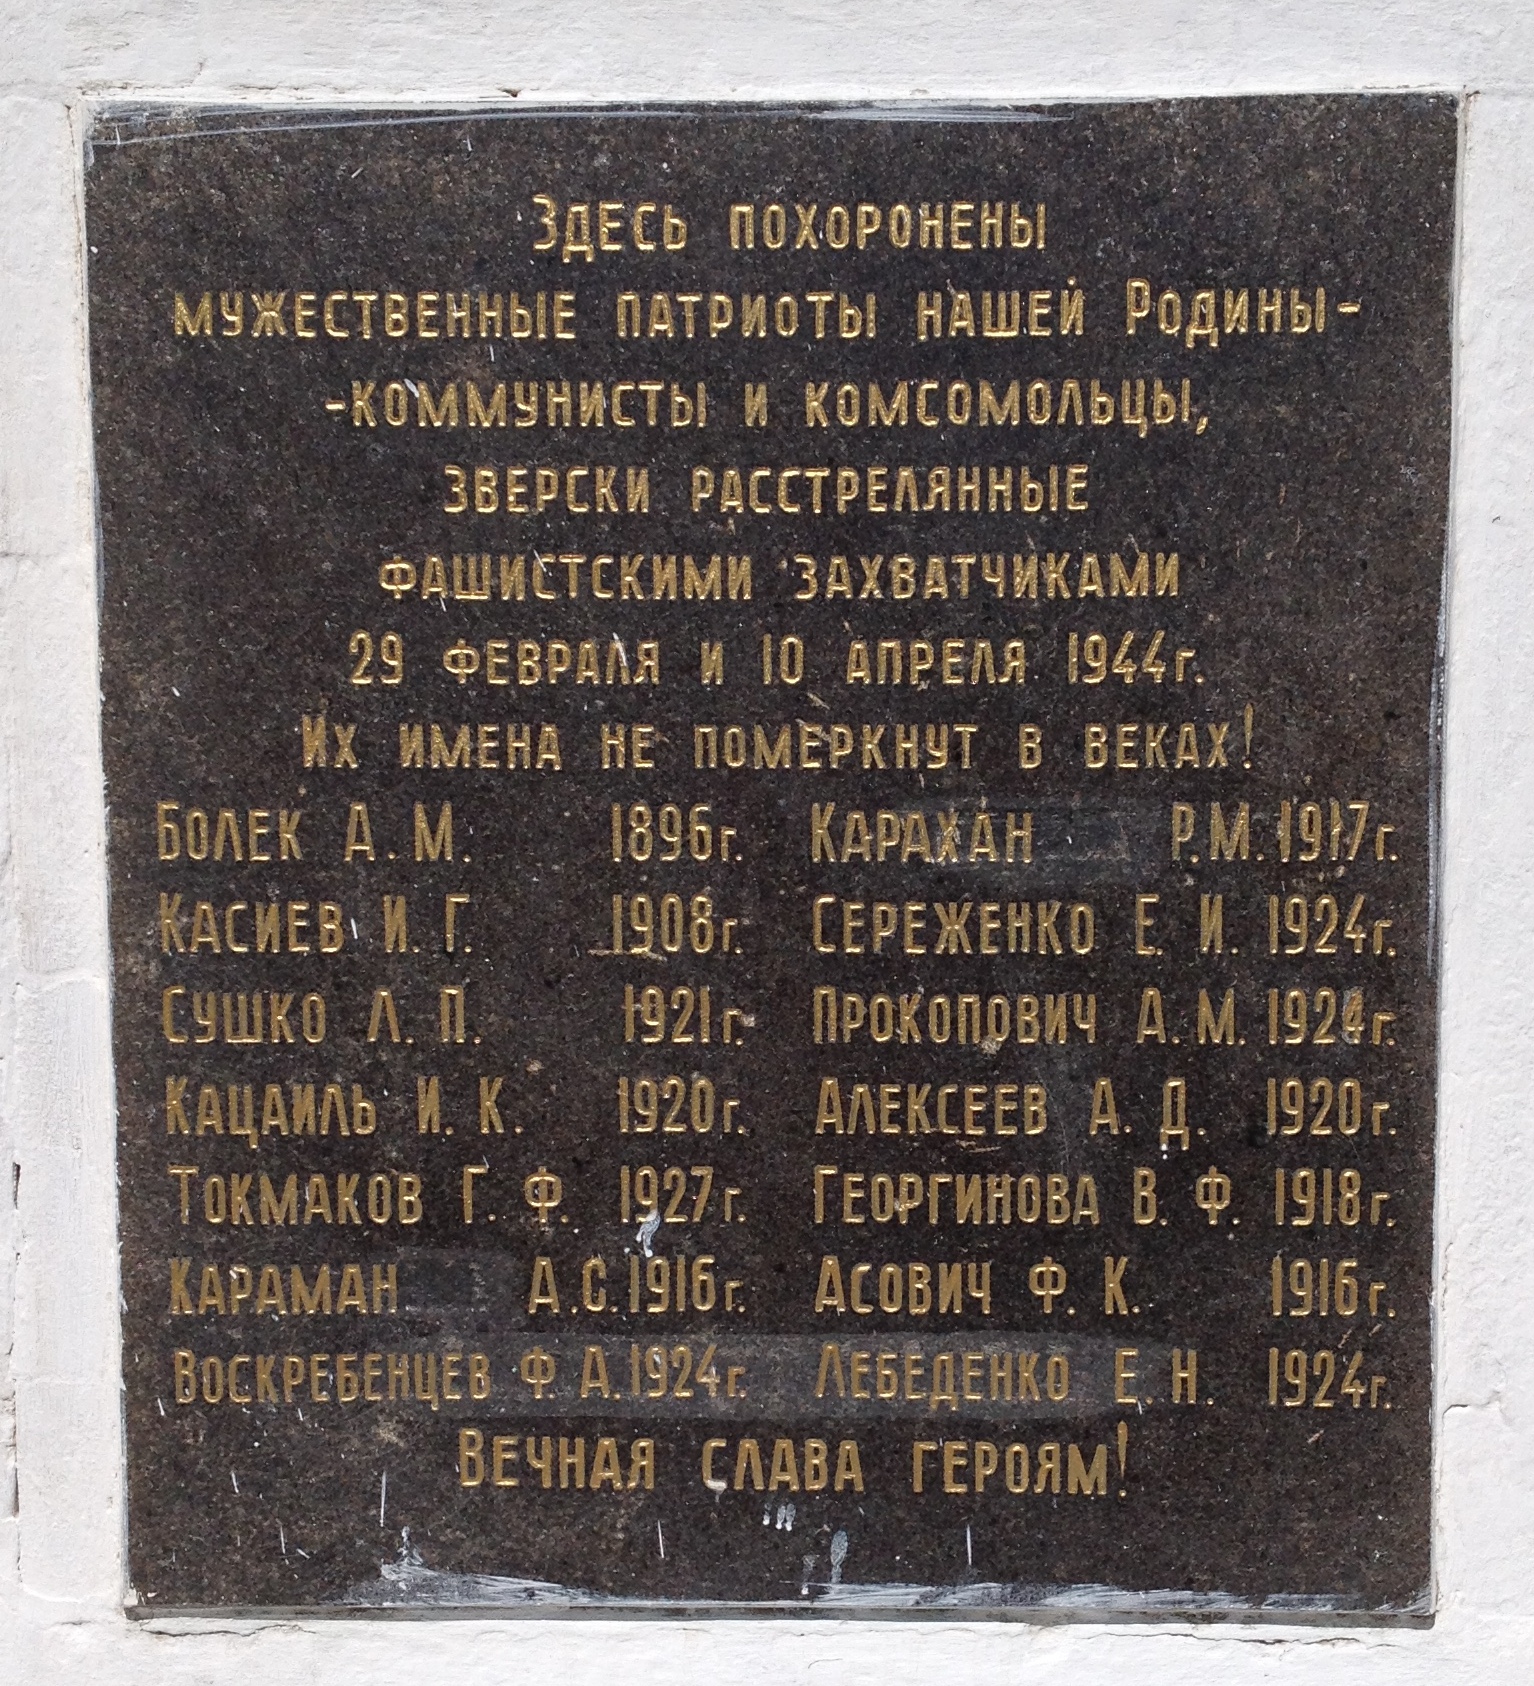 Здесь похоронены
мужественные патриоты нашей Родины-
-коммунисты и комсомольцы,
зверски расстрелянные
фашистскими захватчиками
29 февраля и 10 апреля 1944г.
Их имена не померкнут в веках!
Болек А.М. 1896г. Карахан Р.М. 1917г.
Касиев И.Г. 1908г. Сереженко Е.И. 1924г.
Сушко Л.П. 1921г. Прокопович А.М. 1924г.
Кацаиль И.К. 1920г. Алексеев А.Д. 1920г.
Токмаков Г.Ф. 1927г. Георгинова В.Ф. 1918г.
Караман А.С. 1916г. Асович Ф.К. 1916г.
Воскребенцев Ф.А. 1924г. Лебеденко Е.Н. 1924г.
Вечная слава героям!